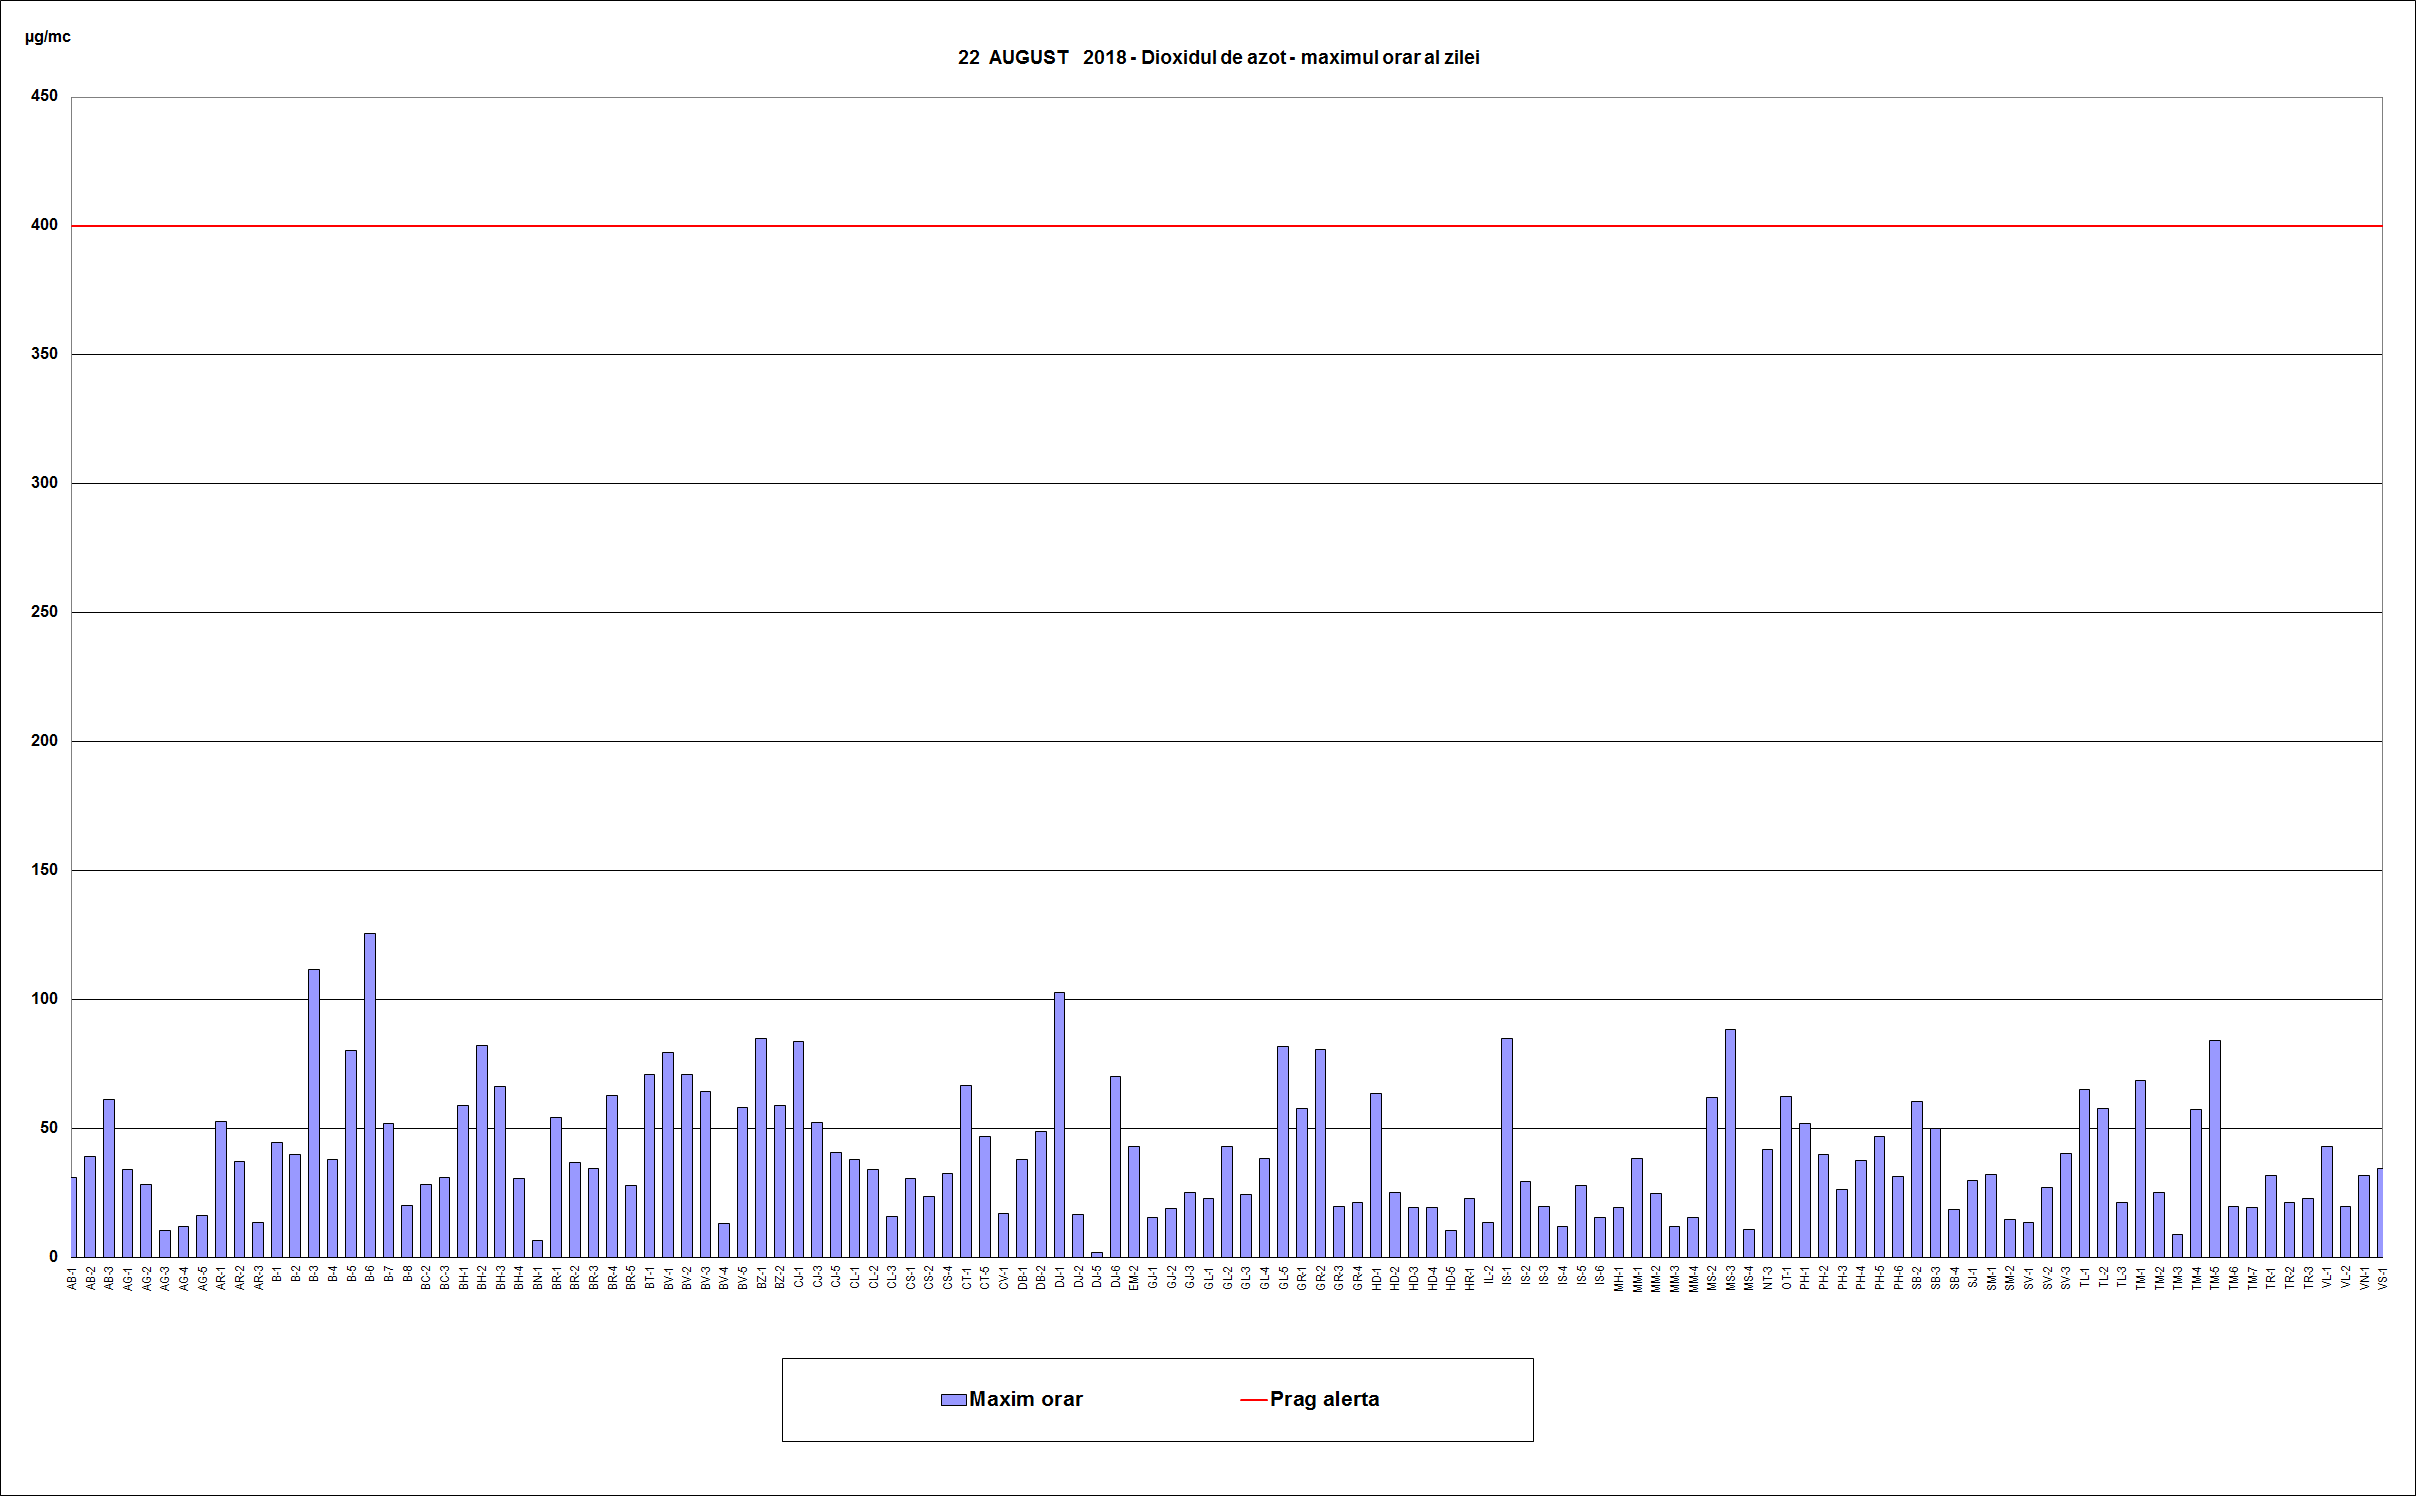 µg/mc
22 AUGUST 2018 - Dioxidul de azot - maximul orar al zilei
450
400
350
300
250
200
150
100
50
0
AB-1 AB-2 AB-3 AG-1 AG-2 AG-3 AG-4 AG-5 AR-1 AR-2 AR-3 B-1 B-2 B-3 B-4 B-5 B-6 B-7 B-8 BC-2 BC-3 BH-1 BH-2 BH-3 BH-4 BN-1 BR-1 BR-2 BR-3 BR-4 BR-5 BT-1 BV-1 BV-2 BV-3 BV-4 BV-5 BZ-1 BZ-2 CJ-1 CJ-3 CJ-5 CL-1 CL-2 CL-3 CS-1 CS-2 CS-4 CT-1 CT-5 CV-1 DB-1 DB-2 DJ-1 DJ-2 DJ-5 DJ-6 EM-2 GJ-1 GJ-2 GJ-3 GL-1 GL-2 GL-3 GL-4 GL-5 GR-1 GR-2 GR-3 GR-4 HD-1 HD-2 HD-3 HD-4 HD-5 HR-1 IL-2 IS-1 IS-2 IS-3 IS-4 IS-5 IS-6 MH-1 MM-1 MM-2 MM-3 MM-4 MS-2 MS-3 MS-4 NT-3 OT-1 PH-1 PH-2 PH-3 PH-4 PH-5 PH-6 SB-2 SB-3 SB-4 SJ-1 SM-1 SM-2 SV-1 SV-2 SV-3 TL-1 TL-2 TL-3 TM-1 TM-2 TM-3 TM-4 TM-5 TM-6 TM-7 TR-1 TR-2 TR-3 VL-1 VL-2 VN-1 VS-1
Maxim orar Prag alerta